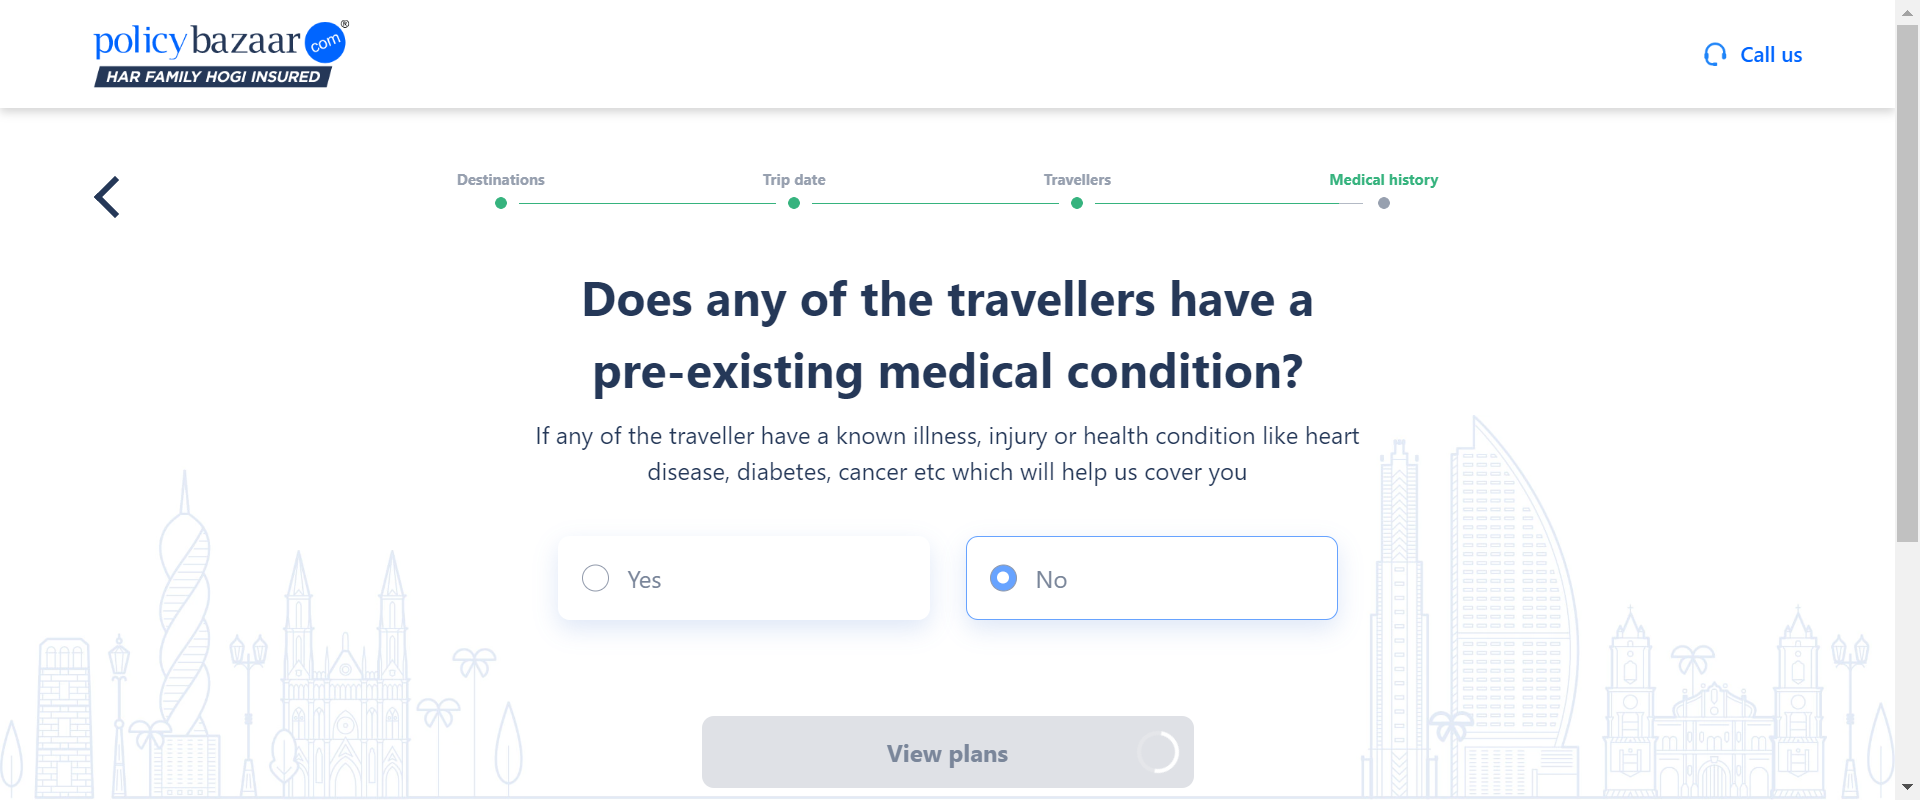 policybazaar com®
HAR FAMILY HOGI INSURED
Call us
Destinations
Trip date
Travellers
Medical history
Does any of the travellers have a
pre-existing medical condition?
If any of the traveller have a known illness, injury or health condition like heart
disease, diabetes, cancer etc which will help us cover you
Yes
No
View plans